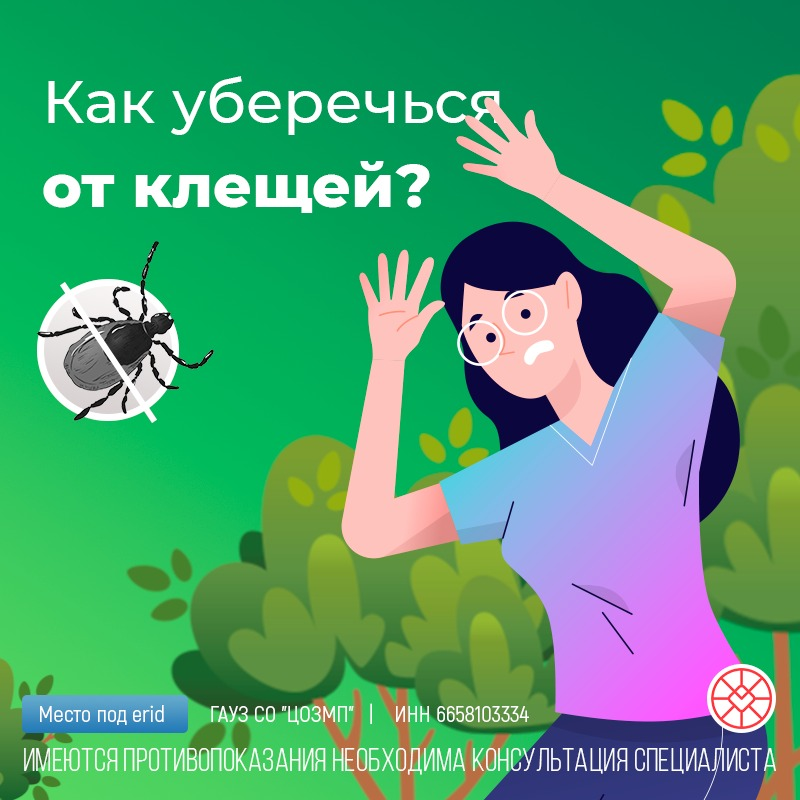 Как уберечься
от клещей?
Место под erid ГАУЗ СО "ЦОЗМП" | ИНН 6658103334
ИМЕЮТСЯ ПРОТИВОПОКАЗАНИЯ НЕОБХОДИМА КОНСУЛЬТАЦИЯ СПЕЦИАЛИСТА